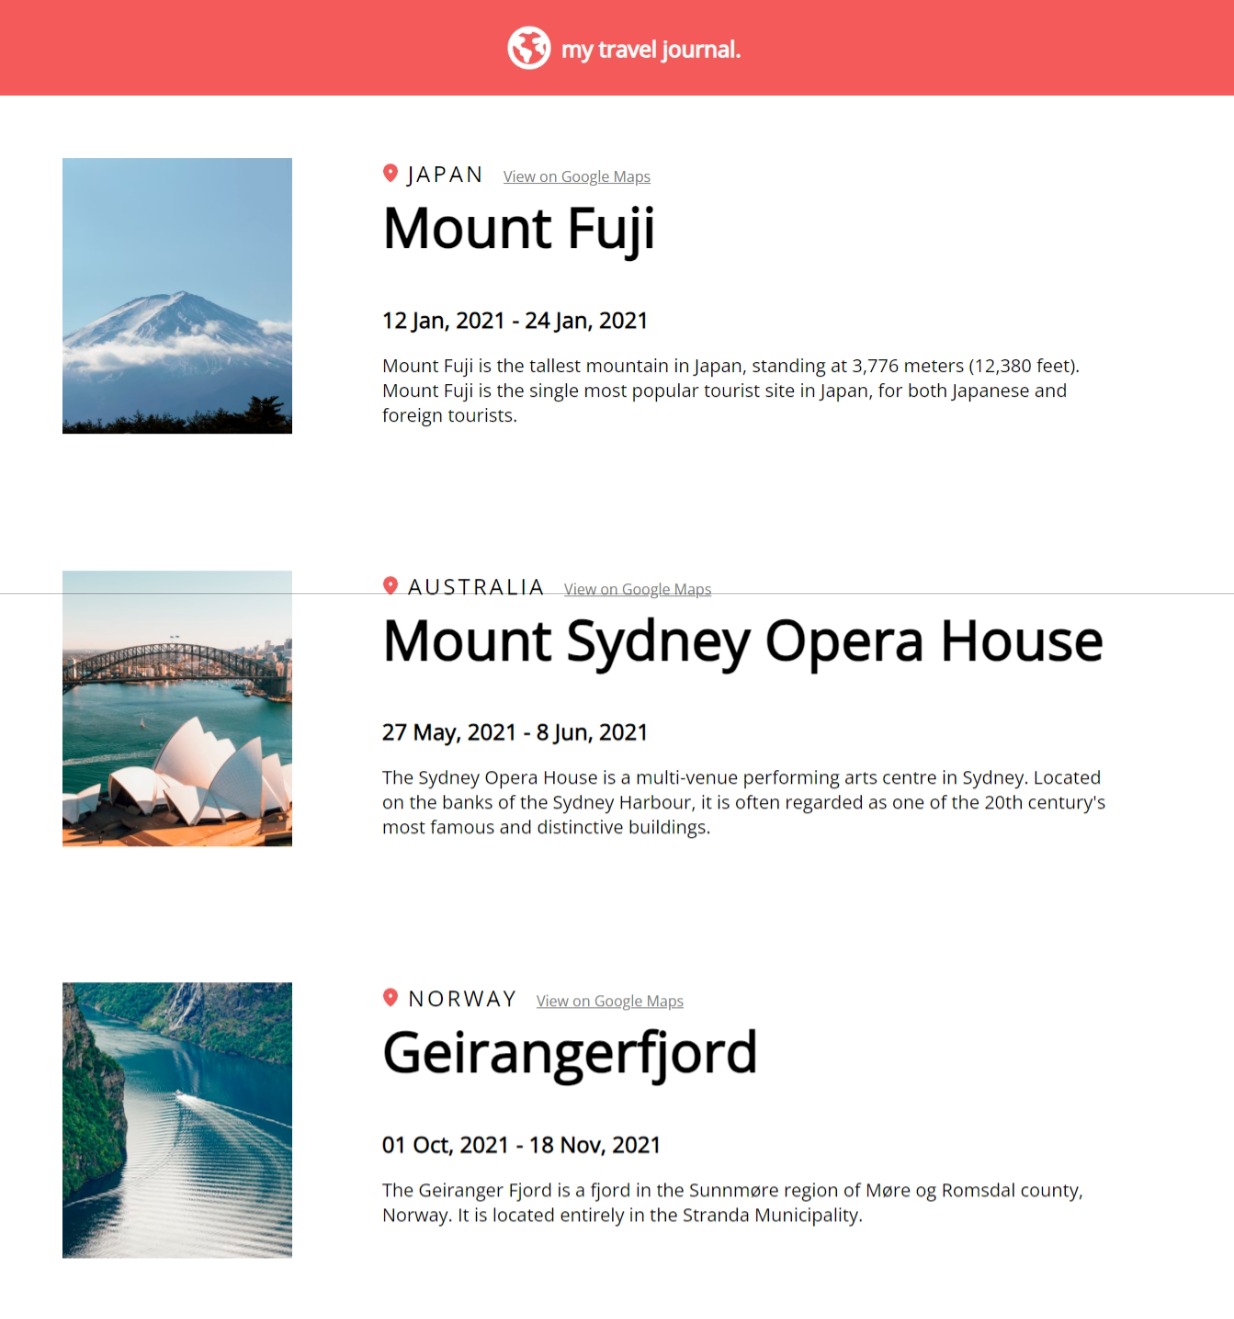 my travel journal.
JAPAN View on Google Maps
Mount Fuji
12 Jan, 2021 - 24 Jan, 2021
Mount Fuji is the tallest mountain in Japan, standing at 3,776 meters (12,380 feet).
Mount Fuji is the single most popular tourist site in Japan, for both Japanese and
foreign tourists.
AUSTRALIA View on Google Maps
Mount Sydney Opera House
27 May, 2021 - 8 Jun, 2021
The Sydney Opera House is a multi-venue performing arts centre in Sydney. Located
on the banks of the Sydney Harbour, it is often regarded as one of the 20th century's
most famous and distinctive buildings.
NORWAY View on Google Maps
Geirangerfjord
01 Oct, 2021 - 18 Nov, 2021
The Geiranger Fjord is a fjord in the Sunnmøre region of Møre og Romsdal county,
Norway. It is located entirely in the Stranda Municipality.